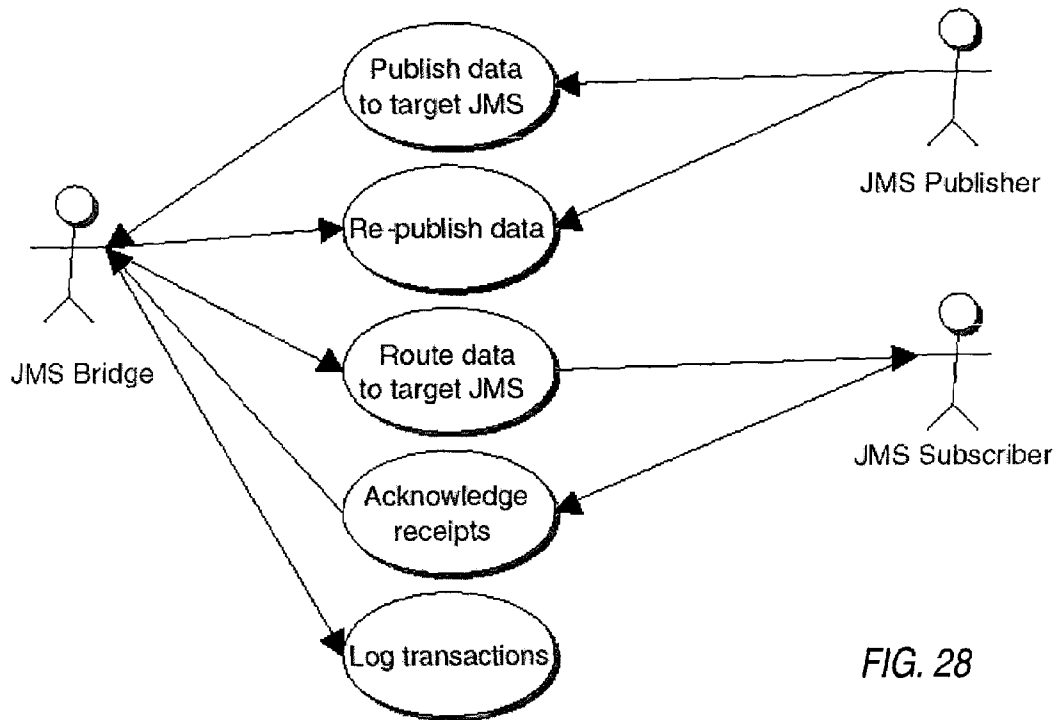 Publish data
to target JMS
JMS Publisher
Re-publish data
JMS Bridge
Route data
to target JMS
JMS Subscriber
Acknowledge
receipts
Log transactions
FIG. 28